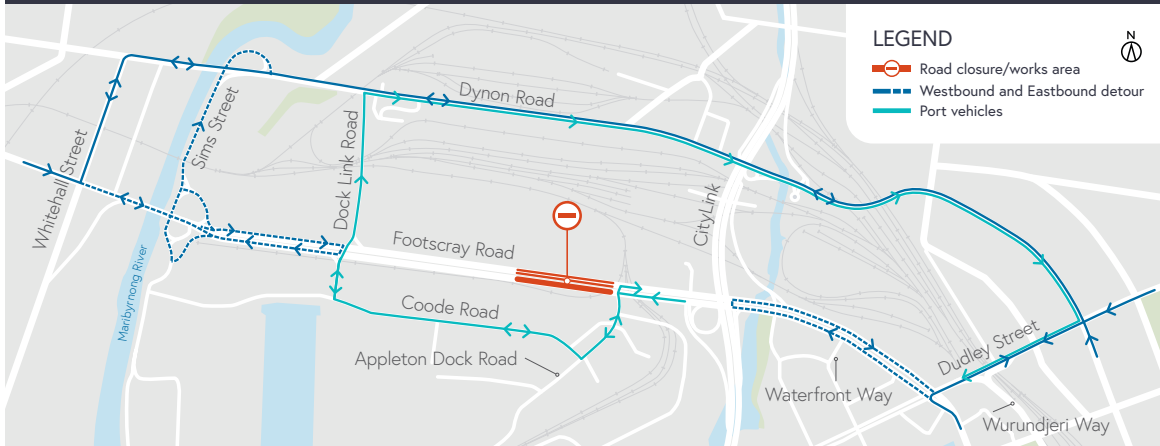 LEGEND
N
Road closure/works area
Westbound and Eastbound detour
Port vehicles
Dynon Road
Sims Street
Dock Link Road
Whitehall Street
CityLink
Footscray Road
Maribyrnong River
Coode Road
Appleton Dock Road
Dudley Street
Waterfront Way
Wurundjeri Way